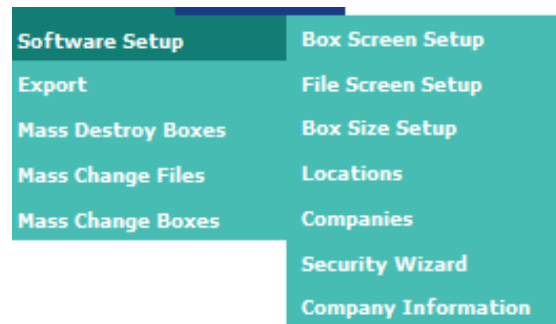 Software Setup
Export
Mass Destroy Boxes
Mass Change Files
Mass Change Boxes
Box Screen Setup
File Screen Setup
Box Size Setup
Locations
Companies
Security Wizard
Company Information